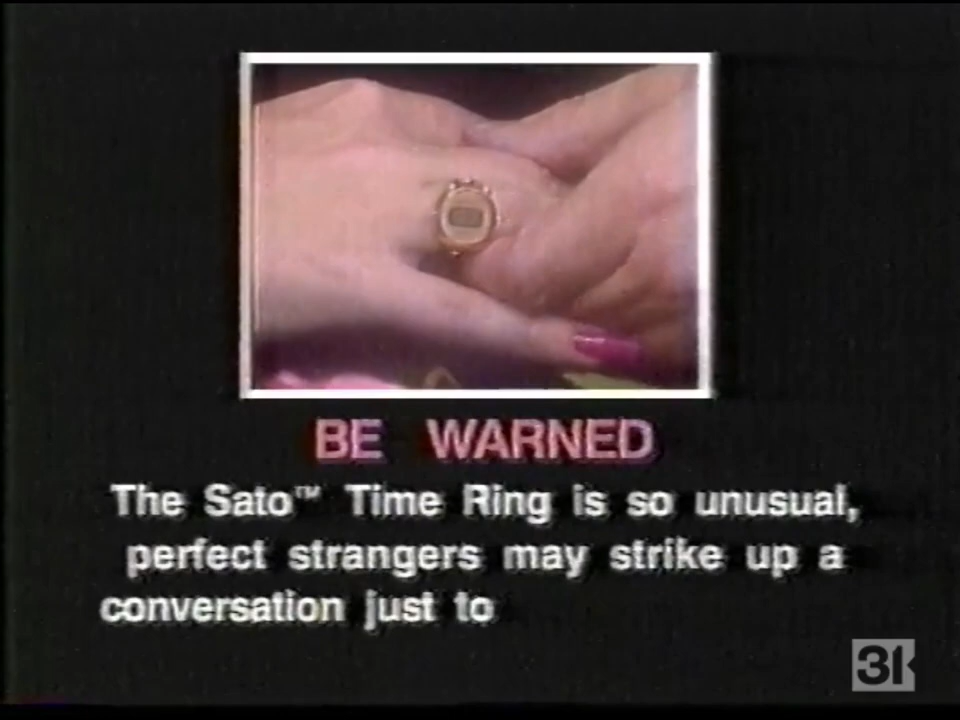 BE WARNED
The Sato™ Time Ring is so unusual,
perfect strangers may strike up a
conversation just to
31